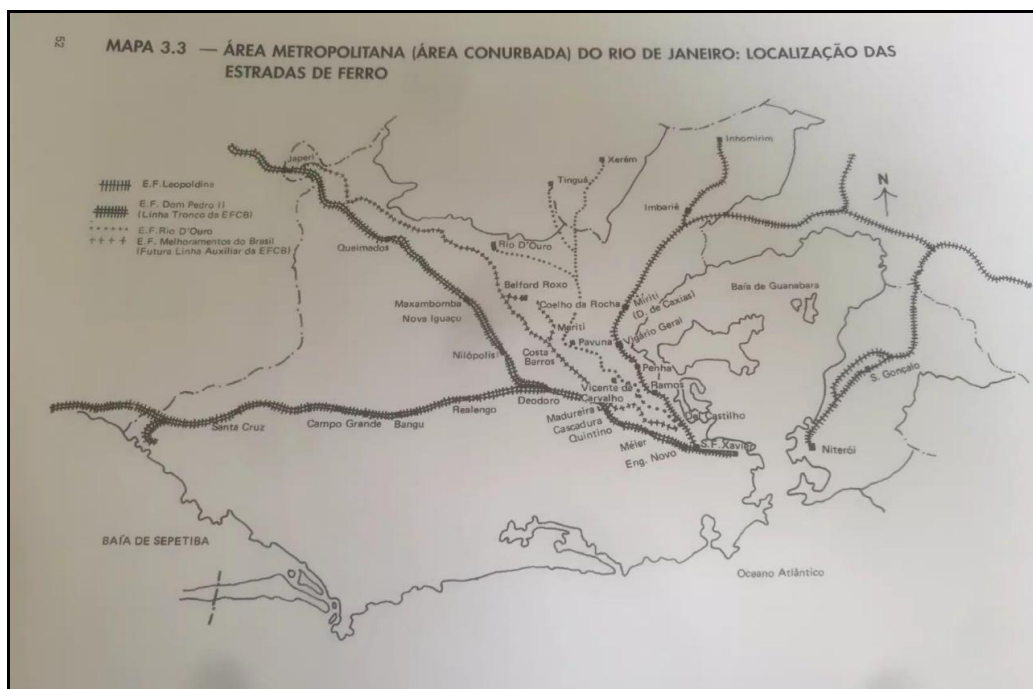 52
MAPA 3.3 — ÁREA METROPOLITANA (ÁREA CONURBADA) DO RIO DE JANEIRO: LOCALIZAÇÃO DAS
ESTRADAS DE FERRO
E.F. Leopoldina
E.F. Dom Pedro II
(Linha Tronco da EFCB)
E.F. Rio D'Ouro
E.F. Melhoramentos do Brasil
(Futura Linha Auxiliar da EFCB)
Japeri
Inhomirim
Xerém
Tinguá
N
Imbariê
Queimados
Rio D'Ouro
Belford Roxo
Baía de Guanabara
Maxambomba
Nova Iguaçu
Coelho da Rocha
Miriti
(D. de Caxias)
Meriti
Pavuna
Vigário Geral
Nilópolis
Costa
Barros
Penha
Ramos
S. Gonçalo
Vicente de
Carvalho
Deodoro
Realengo
Bangu
Campo Grande
Santa Cruz
Madureira
Cascadura
Quintino
Del Castilho
Méier
Eng. Novo
S.F. Xavier
Niterói
BAÍA DE SEPETIBA
Oceano Atlântico